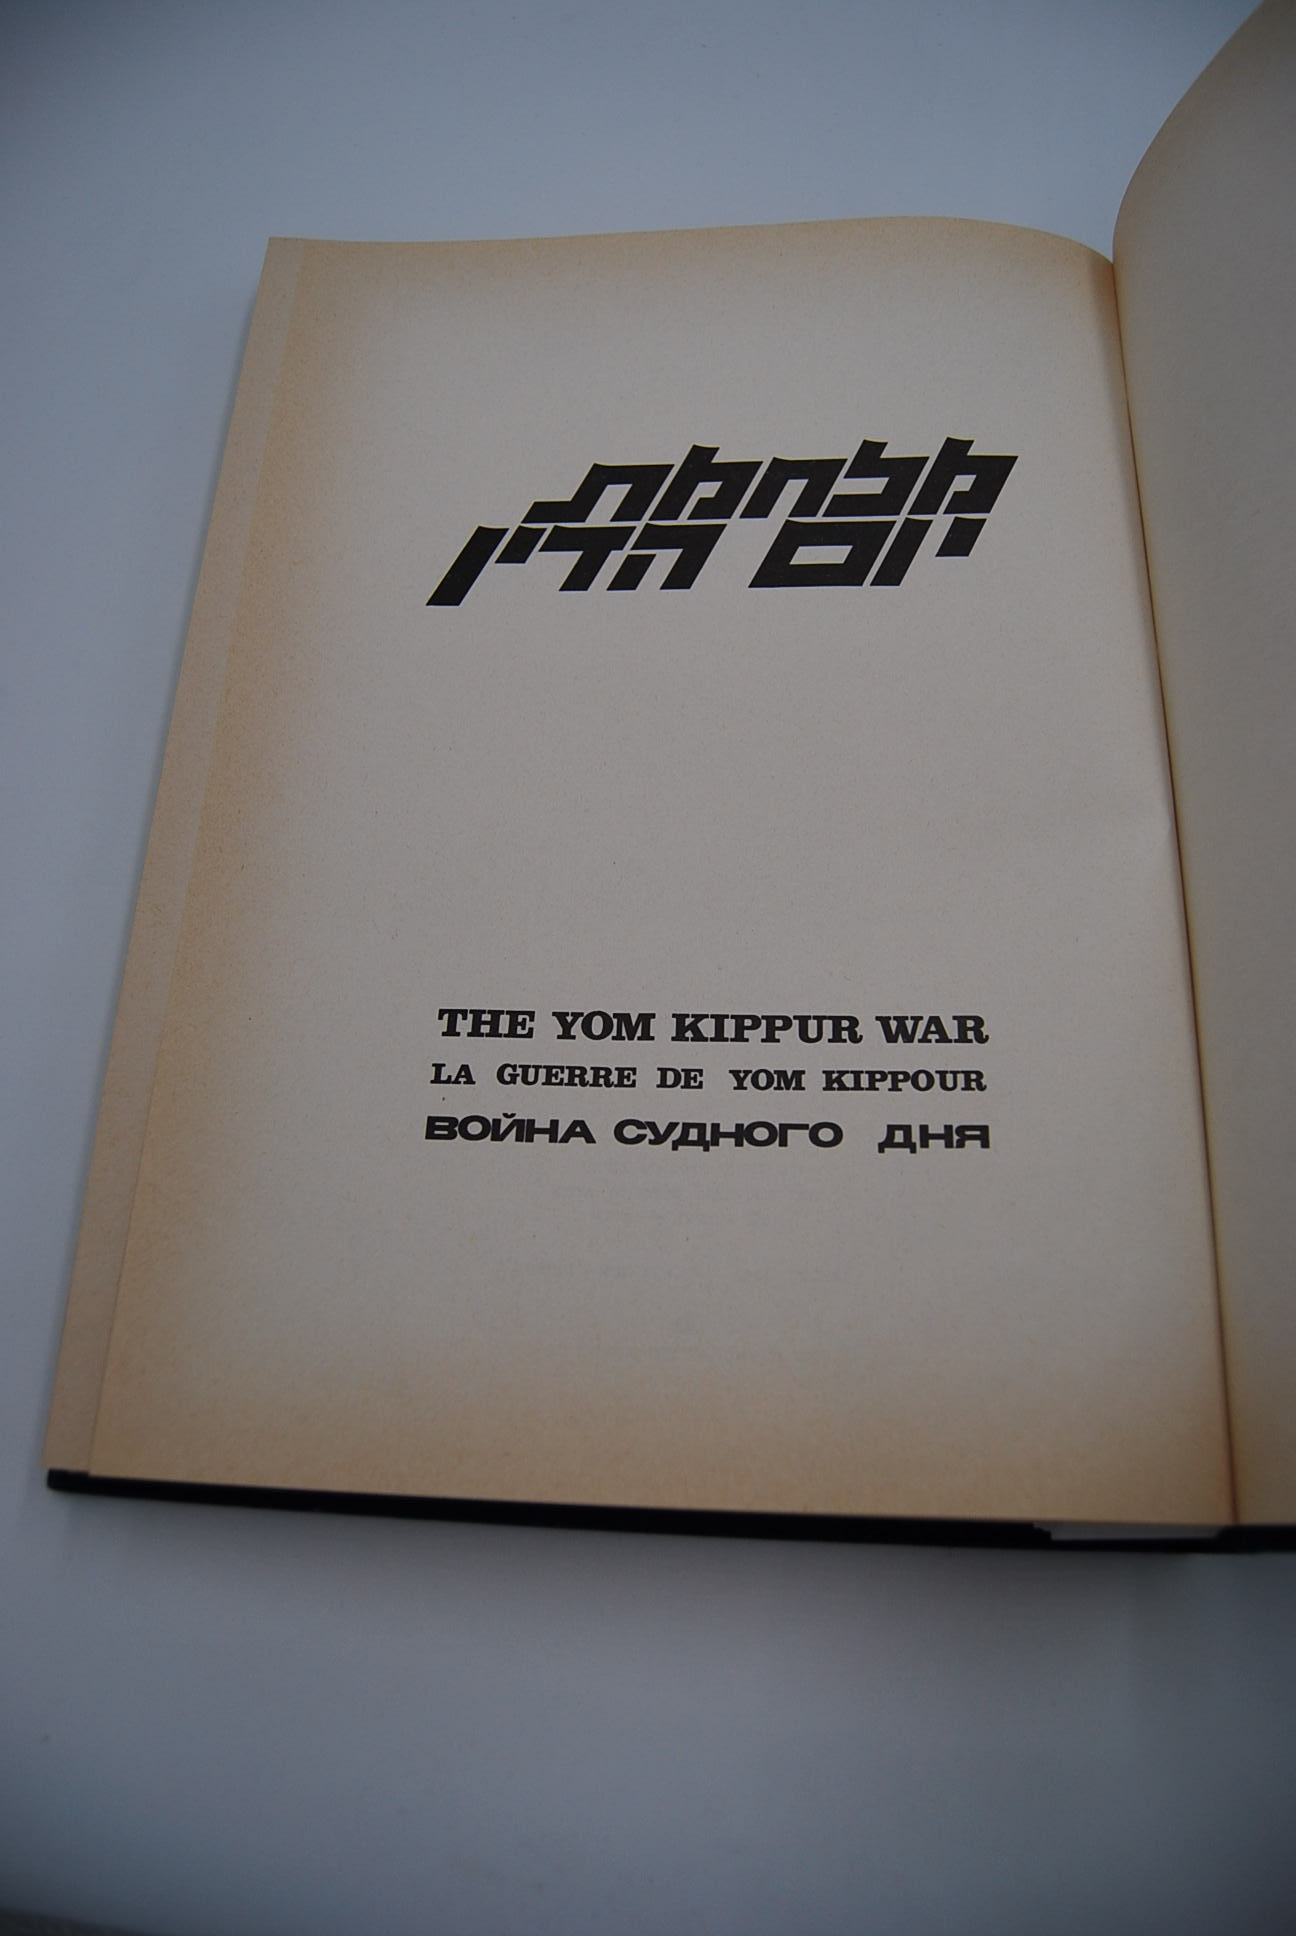 מלחמת
יום הדין
THE YOM KIPPUR WAR
LA GUERRE DE YOM KIPPOUR
ВОЙНА СУДНОГО ДНЯ